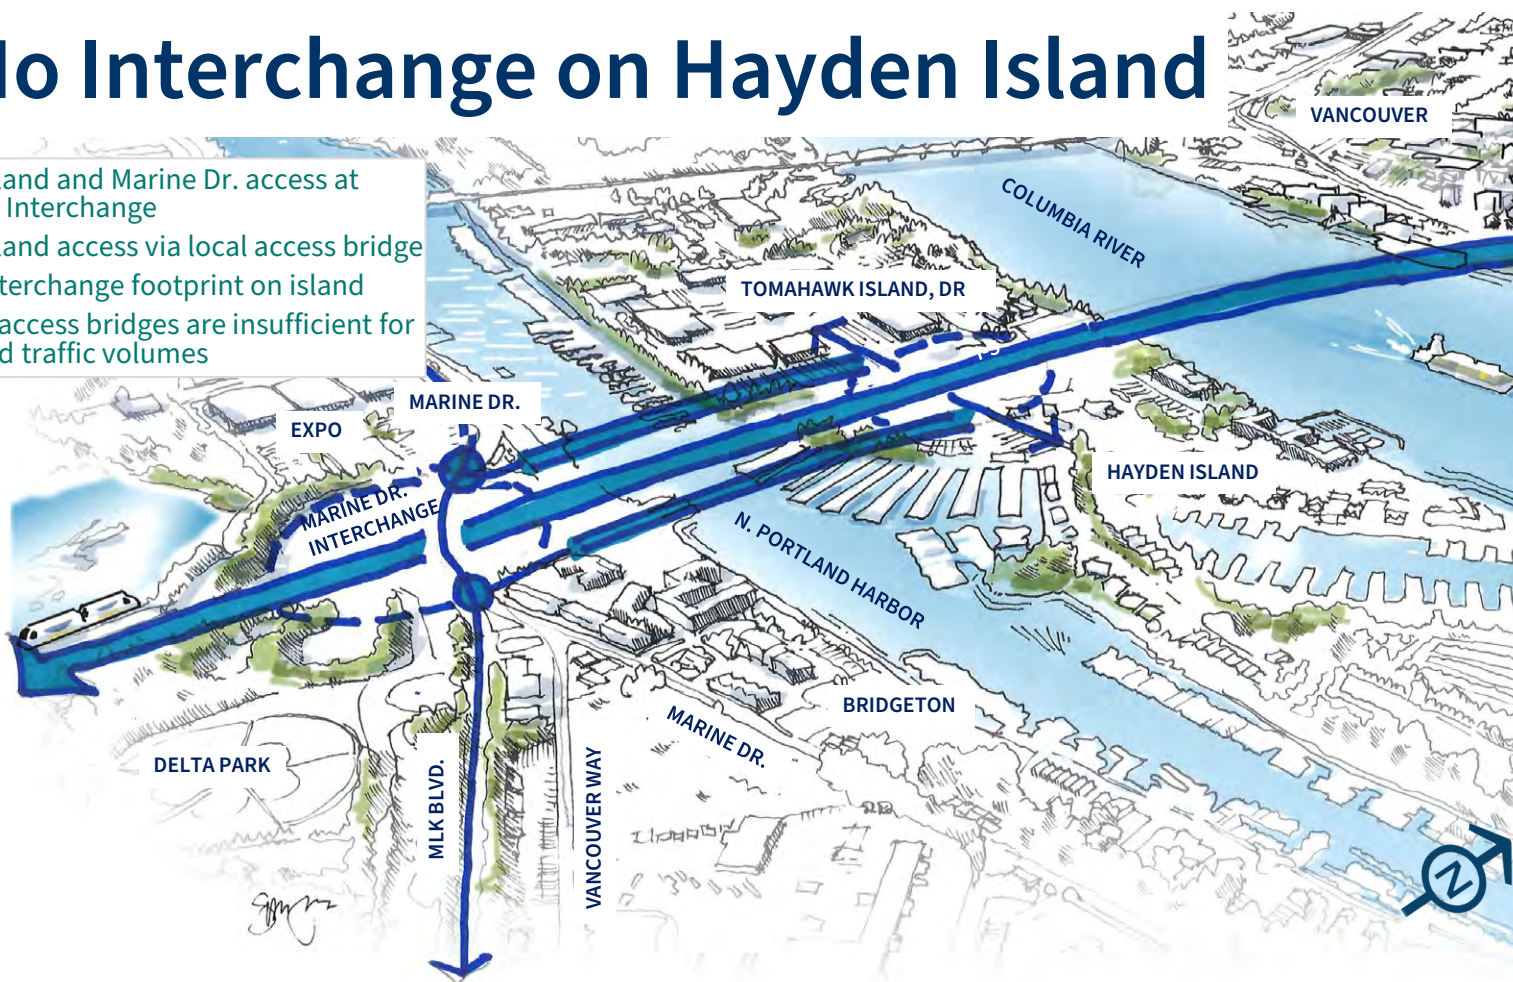 lo Interchange on Hayden Island
VANCOUVER
land and Marine Dr. access at
Interchange
land access via local access bridge
terchange footprint on island
access bridges are insufficient for
d traffic volumes
COLUMBIA RIVER
TOMAHAWK ISLAND, DR
MARINE DR.
EXPO
HAYDEN ISLAND
MARINE DR.
INTERCHANGE
N. PORTLAND HARBOR
BRIDGETON
MARINE DR.
DELTA PARK
MLK BLVD.
VANCOUVER WAY
N